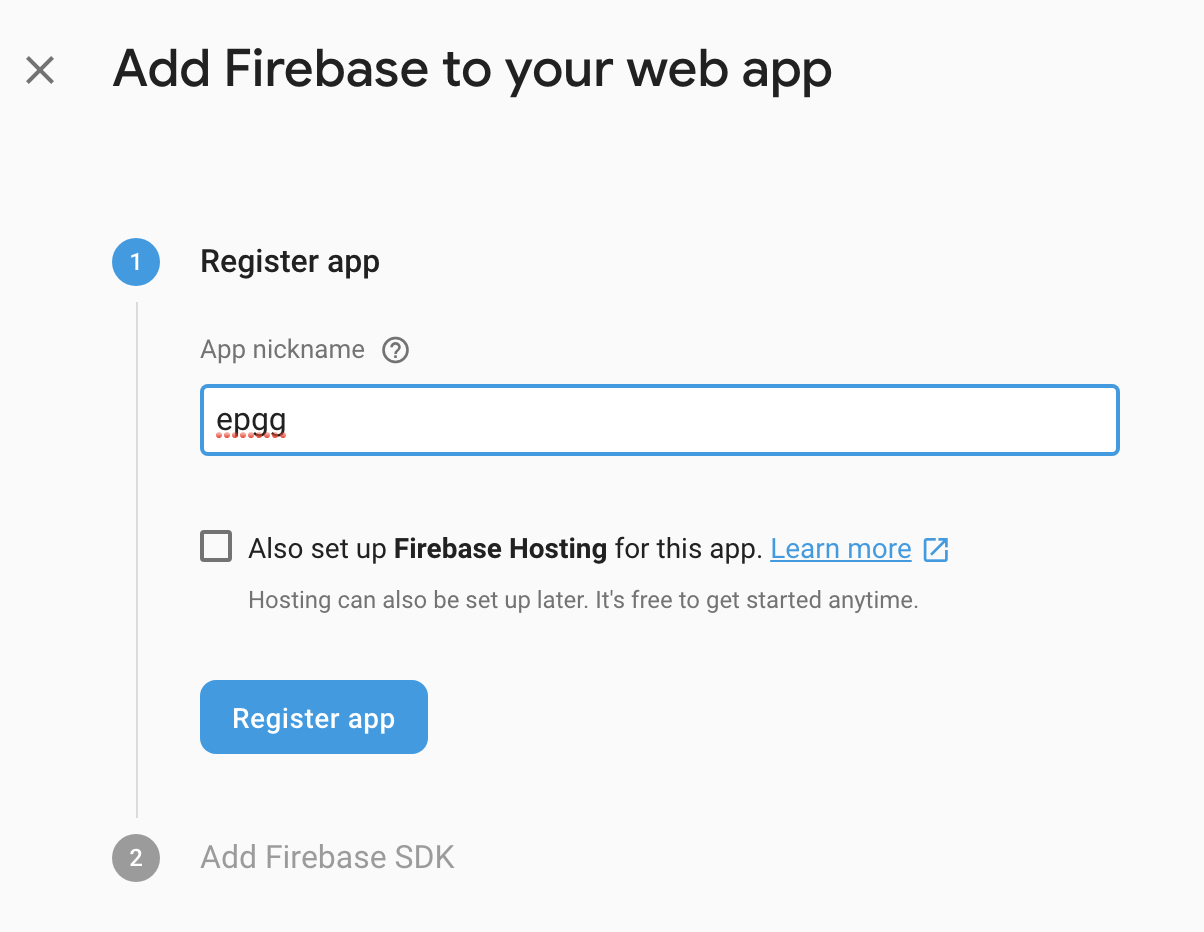 Add Firebase to your web app
1
Register app
App nickname ?
epgg
Also set up Firebase Hosting for this app. Learn more
Hosting can also be set up later. It's free to get started anytime.
Register app
2
Add Firebase SDK